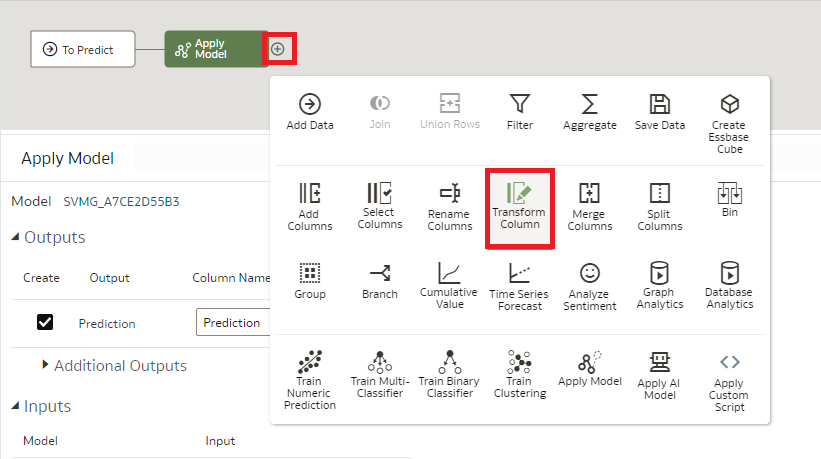 To Predict
Apply
Model
Add Data
Join
Union Rows
Filter
Aggregate
Save Data
Create
Essbase
Cube
Apply Model
Model SVMG_A7CE2D55B3
Add
Columns
Select
Columns
Rename
Columns
Transform
Column
Merge
Columns
Split
Columns
Bin
Outputs
Create Output Column Name
Group
Branch
Cumulative
Value
Time Series
Forecast
Analyze
Sentiment
Graph
Analytics
Database
Analytics
Prediction Prediction
Additional Outputs
Train
Numeric
Prediction
Train Multi-
Classifier
Train Binary
Classifier
Train
Clustering
Apply Model
Apply AI
Model
Apply
Custom
Script
Inputs
Model Input